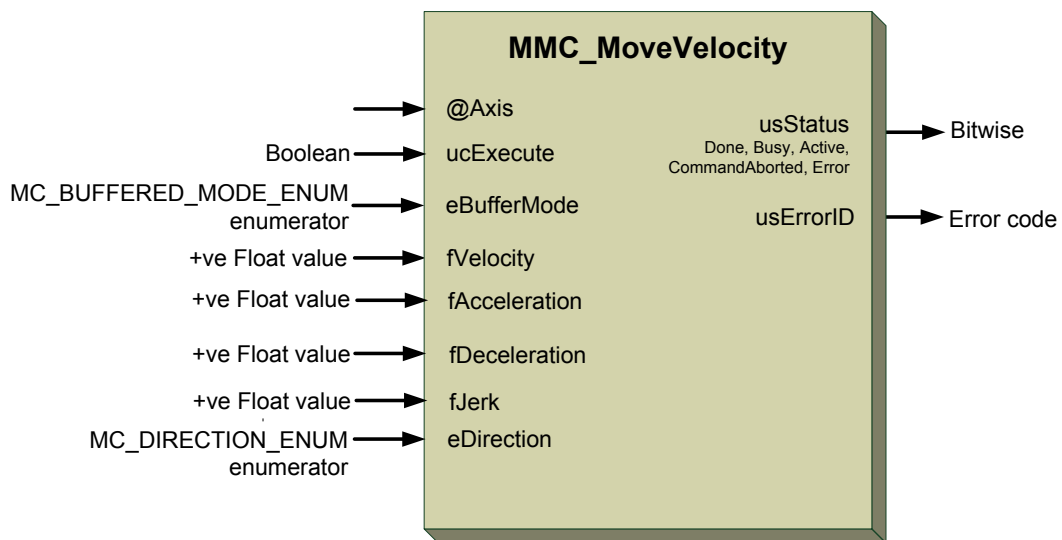 MMC_MoveVelocity
@Axis
Boolean
ucExecute
MC_BUFFERED_MODE_ENUM
enumerator
eBufferMode
+ve Float value
fVelocity
+ve Float value
fAcceleration
+ve Float value
fDeceleration
+ve Float value
fJerk
MC_DIRECTION_ENUM
enumerator
eDirection
usStatus
Done, Busy, Active,
CommandAborted, Error
Bitwise
usErrorID
Error code